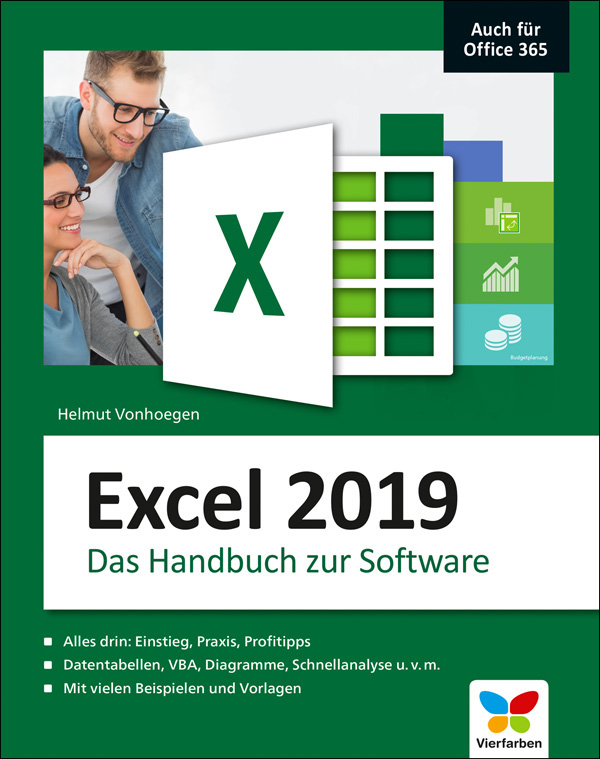 Auch für
Office 365
X
Budgetplanung
Helmut Vonhoegen
Excel 2019
Das Handbuch zur Software
Alles drin: Einstieg, Praxis, Profitipps
Datentabellen, VBA, Diagramme, Schnellanalyse u. v. m.
Mit vielen Beispielen und Vorlagen
Vierfarben